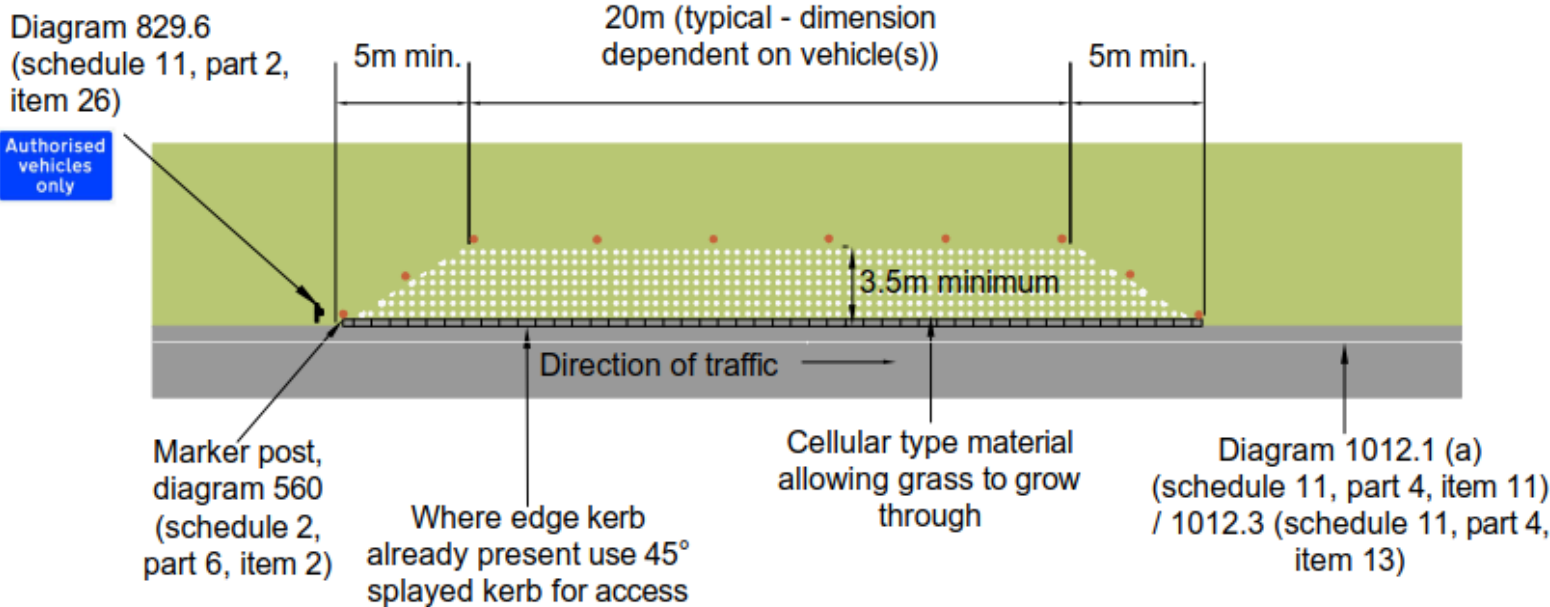 Diagram 829.6
(schedule 11, part 2,
item 26)
Authorised
vehicles
only
5m min.
20m (typical - dimension
dependent on vehicle(s))
5m min.
3.5m minimum
Direction of traffic
Marker post,
diagram 560
(schedule 2,
part 6, item 2)
Where edge kerb
already present use 45°
splayed kerb for access
Cellular type material
allowing grass to grow
through
Diagram 1012.1 (a)
(schedule 11, part 4, item 11)
/ 1012.3 (schedule 11, part 4,
item 13)